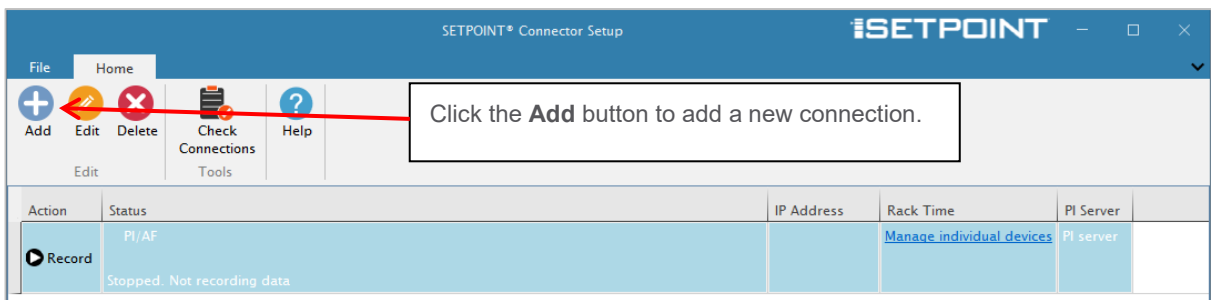 SETPOINT® Connector Setup
SETPOINT
File Home
Add Edit Delete Check Connections Help
Edit Tools
Click the Add button to add a new connection.
Action Status IP Address Rack Time PI Server
PI/AF Manage individual devices PI server
Record
Stopped. Not recording data